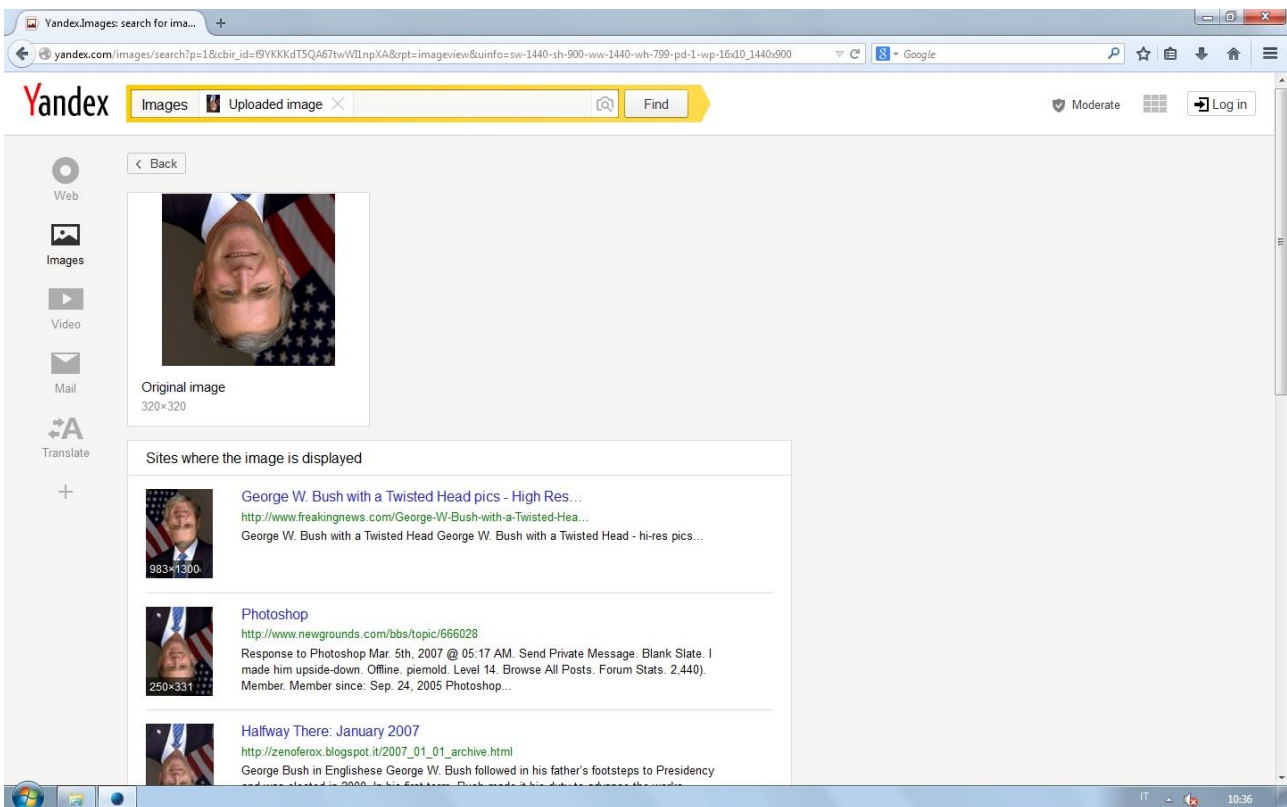 Yandex.Images: search for ima...
yandex.com/images/search?p=1&cbir_id=f9YKKKdT5QA67twWI1npXA&rpt=imageview&uinfo=sw-1440-sh-900-ww-1440-wh-799-pd-1-wp-16x10_1440x900
Google
Yandex
Images
Uploaded image
Find
Moderate
Log in
Web
Images
Video
Mail
Translate
Back
Original image
320×320
Sites where the image is displayed
George W. Bush with a Twisted Head pics - High Res...
http://www.freakingnews.com/George-W-Bush-with-a-Twisted-Hea...
George W. Bush with a Twisted Head George W. Bush with a Twisted Head - hi-res pics...
983×1300
Photoshop
http://www.newgrounds.com/bbs/topic/666028
Response to Photoshop Mar. 5th, 2007 @ 05:17 AM. Send Private Message. Blank Slate. I
made him upside-down. Offline. piemold. Level 14. Browse All Posts. Forum Stats. 2,440).
Member. Member since: Sep. 24, 2005 Photoshop...
250×331
Halfway There: January 2007
http://zenoferox.blogspot.it/2007_01_01_archive.html
George Bush in Englishese George W. Bush followed in his father's footsteps to Presidency
IT
10:36